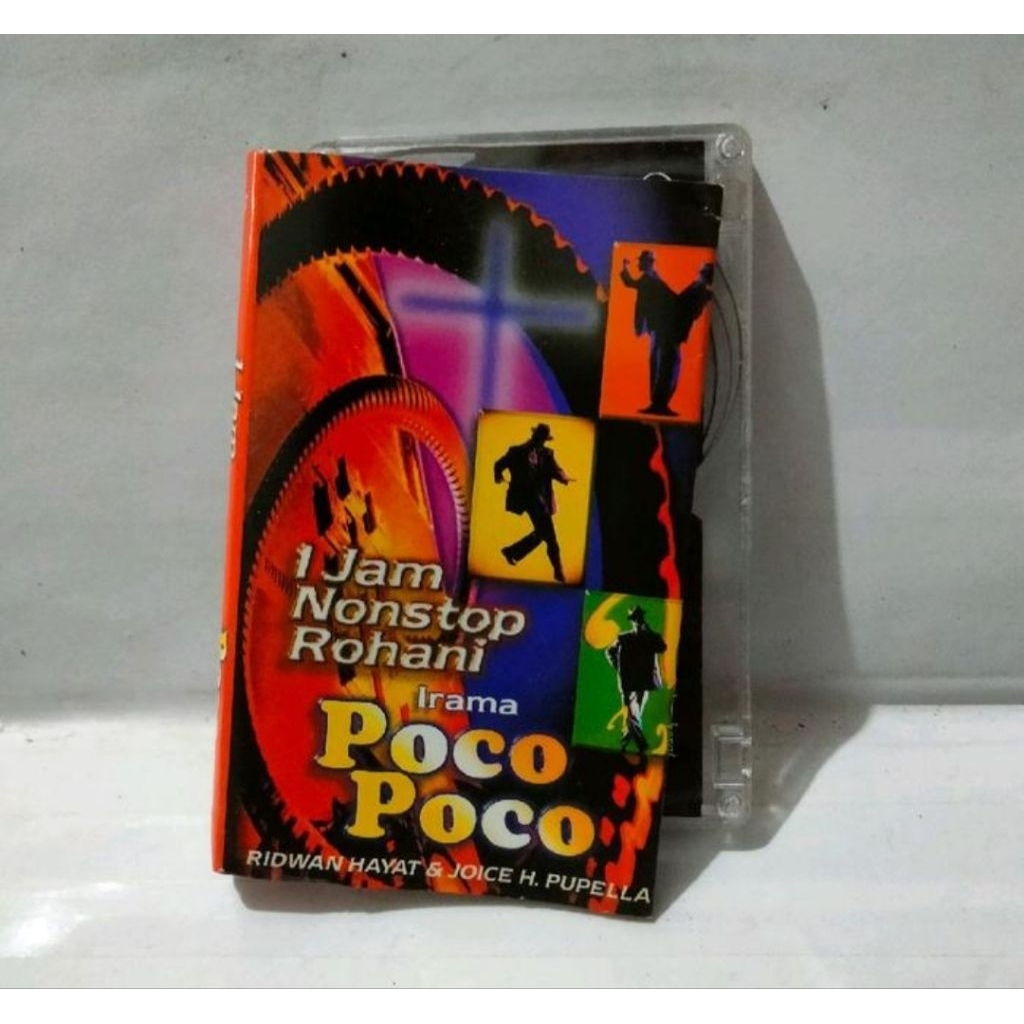 1 Jam
Nonstop
Rohani
Irama
Poco
Poco
RIDWAN HAYAT & JOICE H. PUPELLA